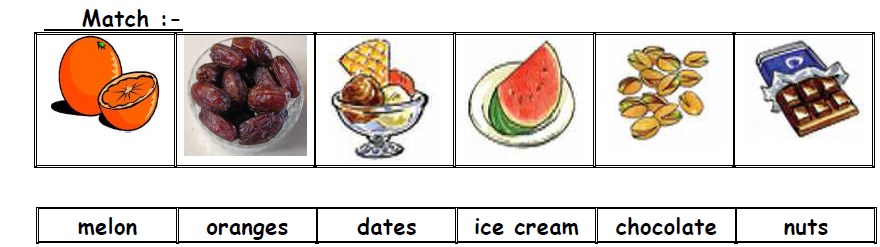 Match :-
melon oranges dates ice cream chocolate nuts